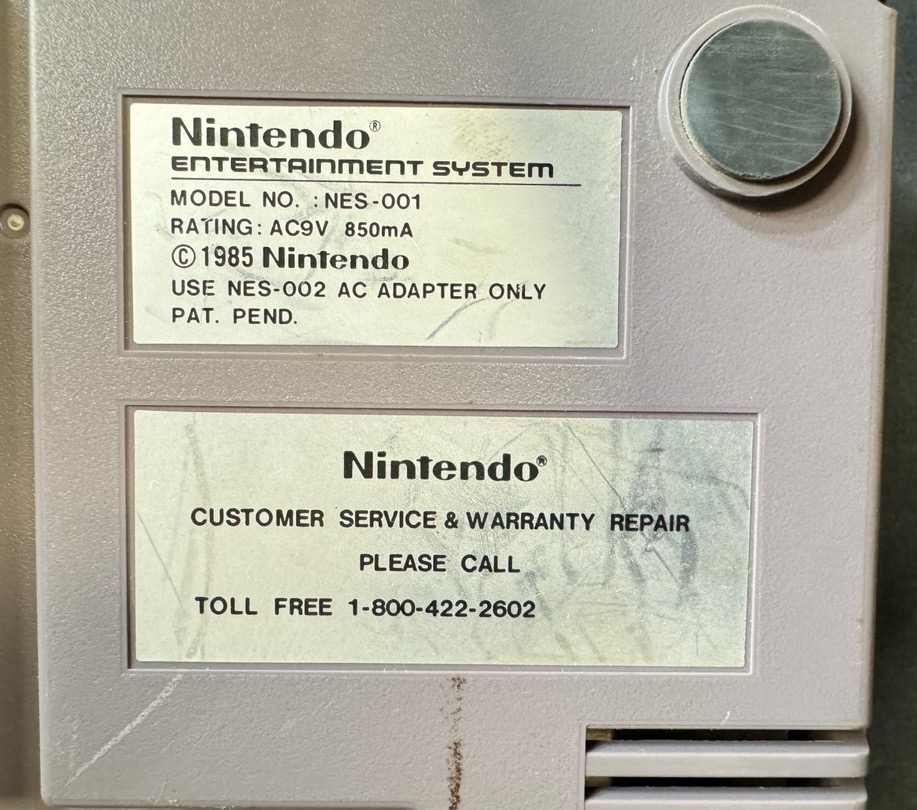 Nintendo®
ENTERTAINMENT SYSTEM
MODEL NO. : NES-001
RATING: AC9V 850mA
© 1985 Nintendo
USE NES-002 AC ADAPTER ONLY
PAT. PEND.
Nintendo®
CUSTOMER SERVICE & WARRANTY REPAIR
PLEASE CALL
TOLL FREE 1-800-422-2602